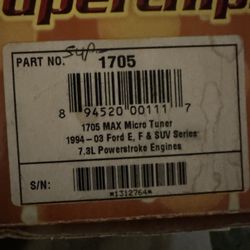 uperchip
PART NO. Sup- 1705
8 94520 00111 7
1705 MAX Micro Tuner
1994-03 Ford E, F & SUV Series
7.3L Powerstroke Engines
S/N:
*1312764*